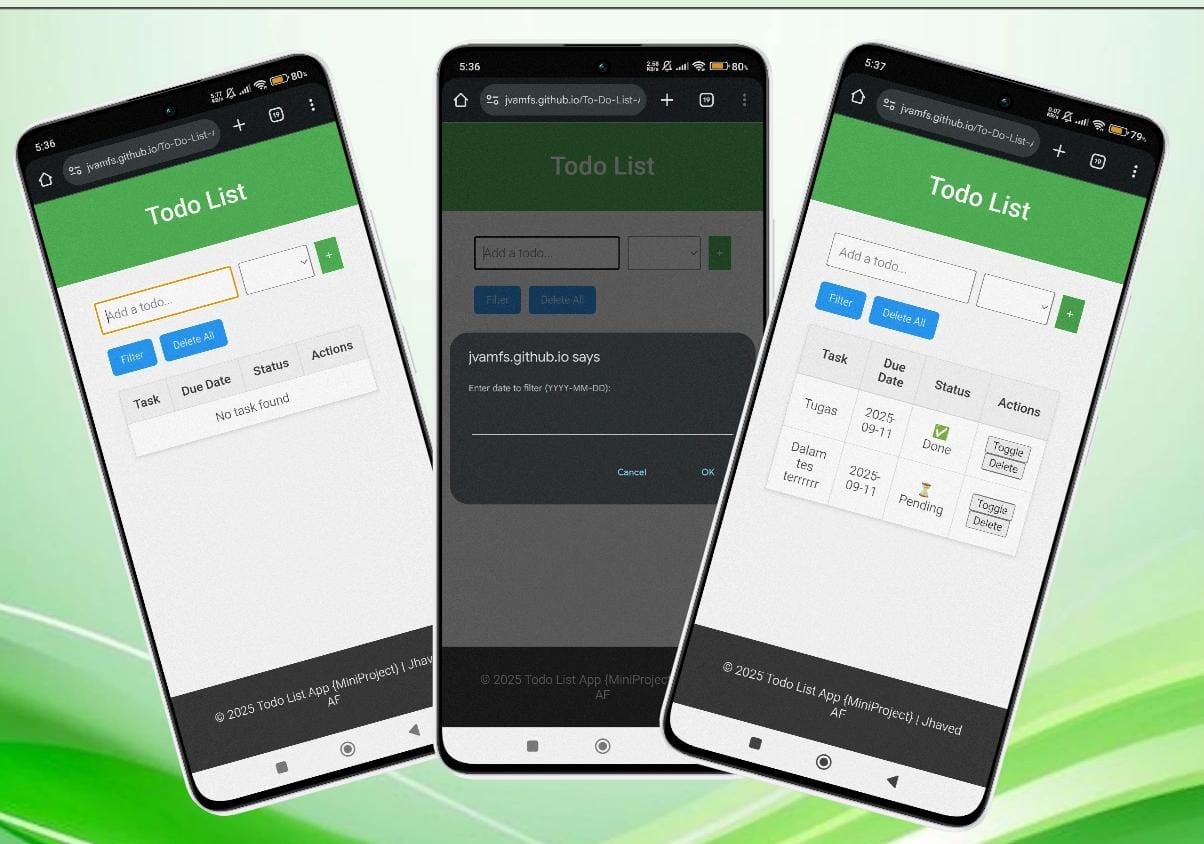 5:36
80%
jvamfs.github.io/To-Do-List-/
19
Todo List
Add a todo...
+
Filter
Delete All
Task
Due Date
Status
Actions
No task found
© 2025 Todo List App {MiniProject} | Jhav
AF
5:36
2.58
KB/s
80%
jvamfs.github.io/To-Do-List-/
19
Todo List
Add a todo...
+
Filter
Delete All
jvamfs.github.io says
Enter date to filter (YYYY-MM-DD):
Cancel
OK
© 2025 Todo List App {MiniProject
AF
5:37
79%
jvamfs.github.io/To-Do-List-/
19
Todo List
Add a todo...
+
Filter
Delete All
Task
Due
Date
Status
Actions
Tugas
2025-
09-11
Done
Toggle
Delete
Dalam
tes
terrrrrr
2025-
09-11
Pending
Toggle
Delete
© 2025 Todo List App {MiniProject} | Jhaved
AF